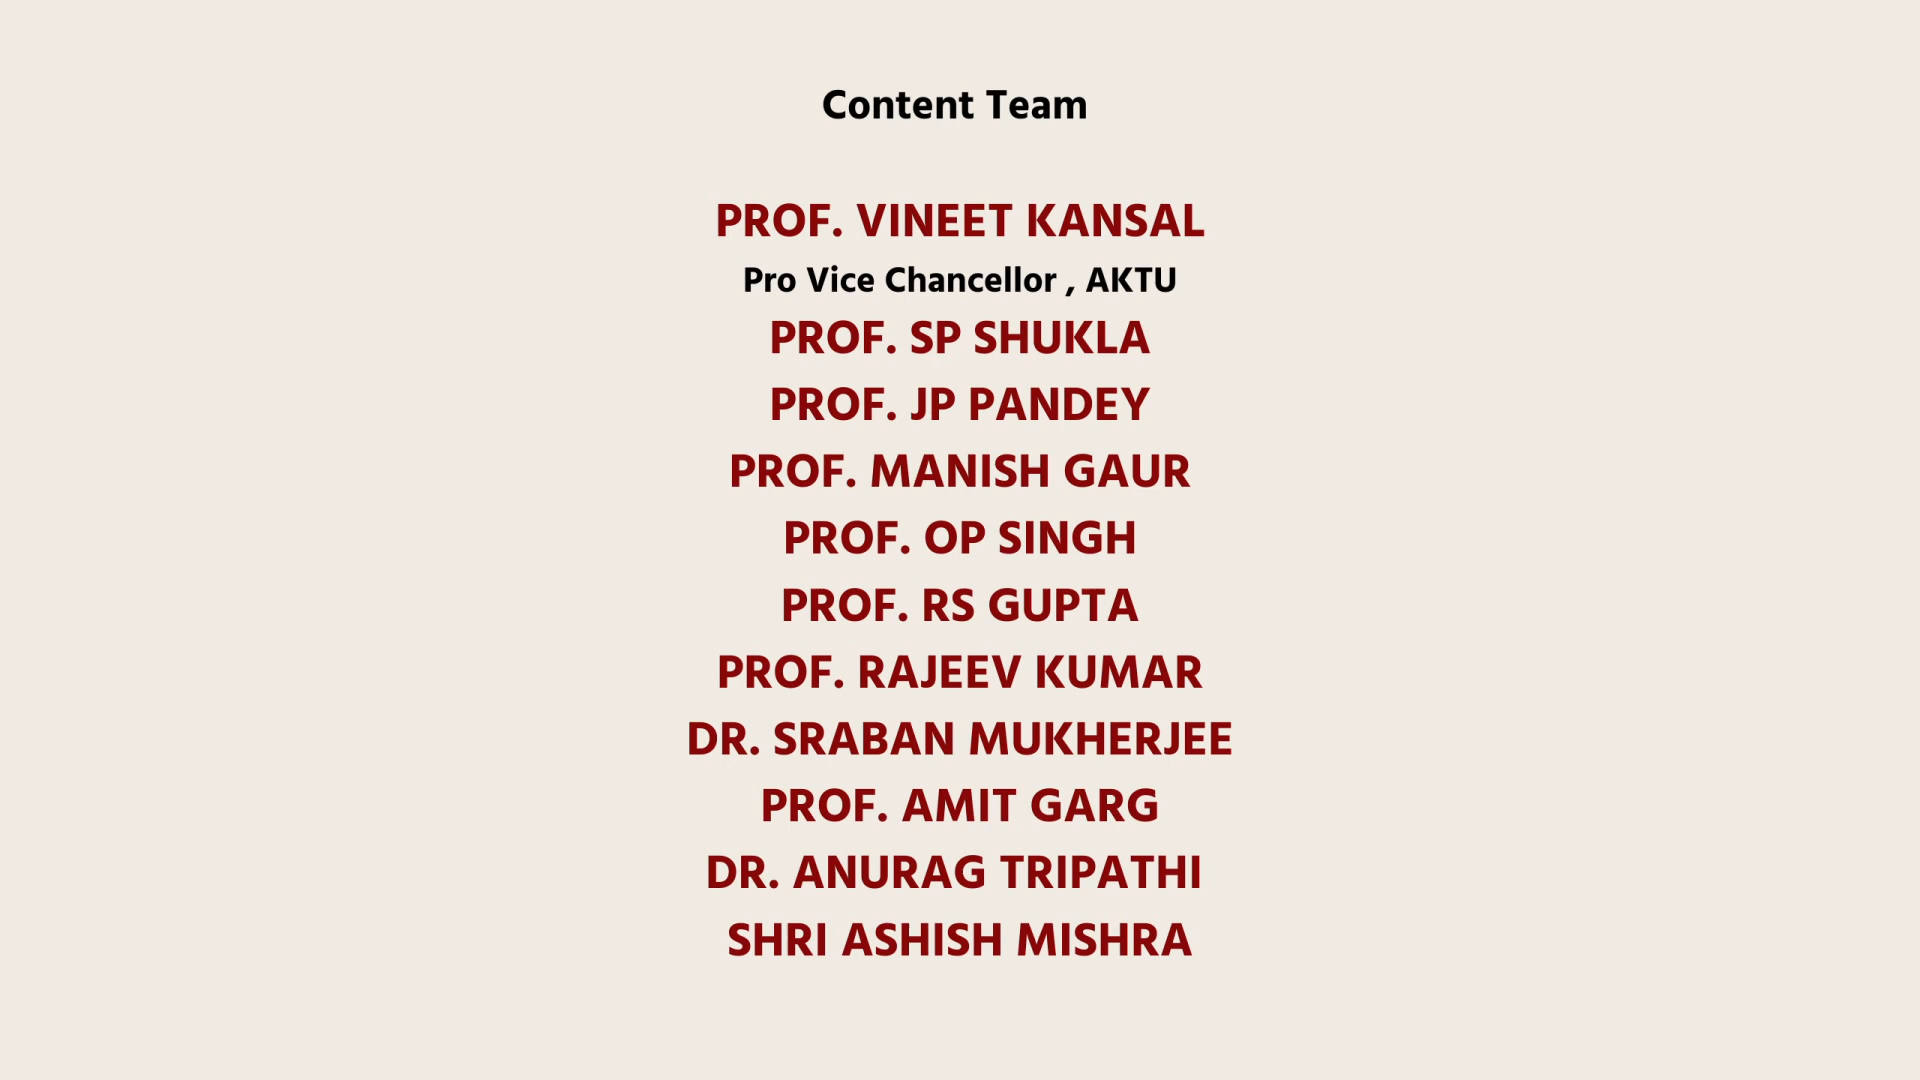 Content Team
PROF. VINEET KANSAL
Pro Vice Chancellor , AKTU
PROF. SP SHUKLA
PROF. JP PANDEY
PROF. MANISH GAUR
PROF. OP SINGH
PROF. RS GUPTA
PROF. RAJEEV KUMAR
DR. SRABAN MUKHERJEE
PROF. AMIT GARG
DR. ANURAG TRIPATHI
SHRI ASHISH MISHRA